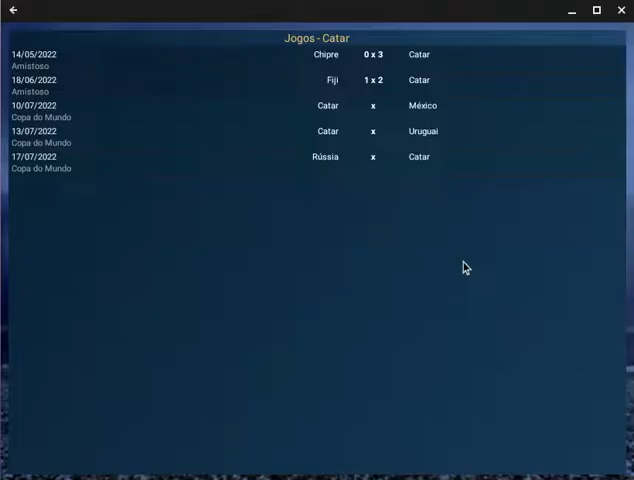 Jogos - Catar
14/05/2022 Chipre 0 x 3 Catar
Amistoso
18/06/2022 Fiji 1 x 2 Catar
Amistoso
10/07/2022 Catar x México
Copa do Mundo
13/07/2022 Catar x Uruguai
Copa do Mundo
17/07/2022 Rússia x Catar
Copa do Mundo